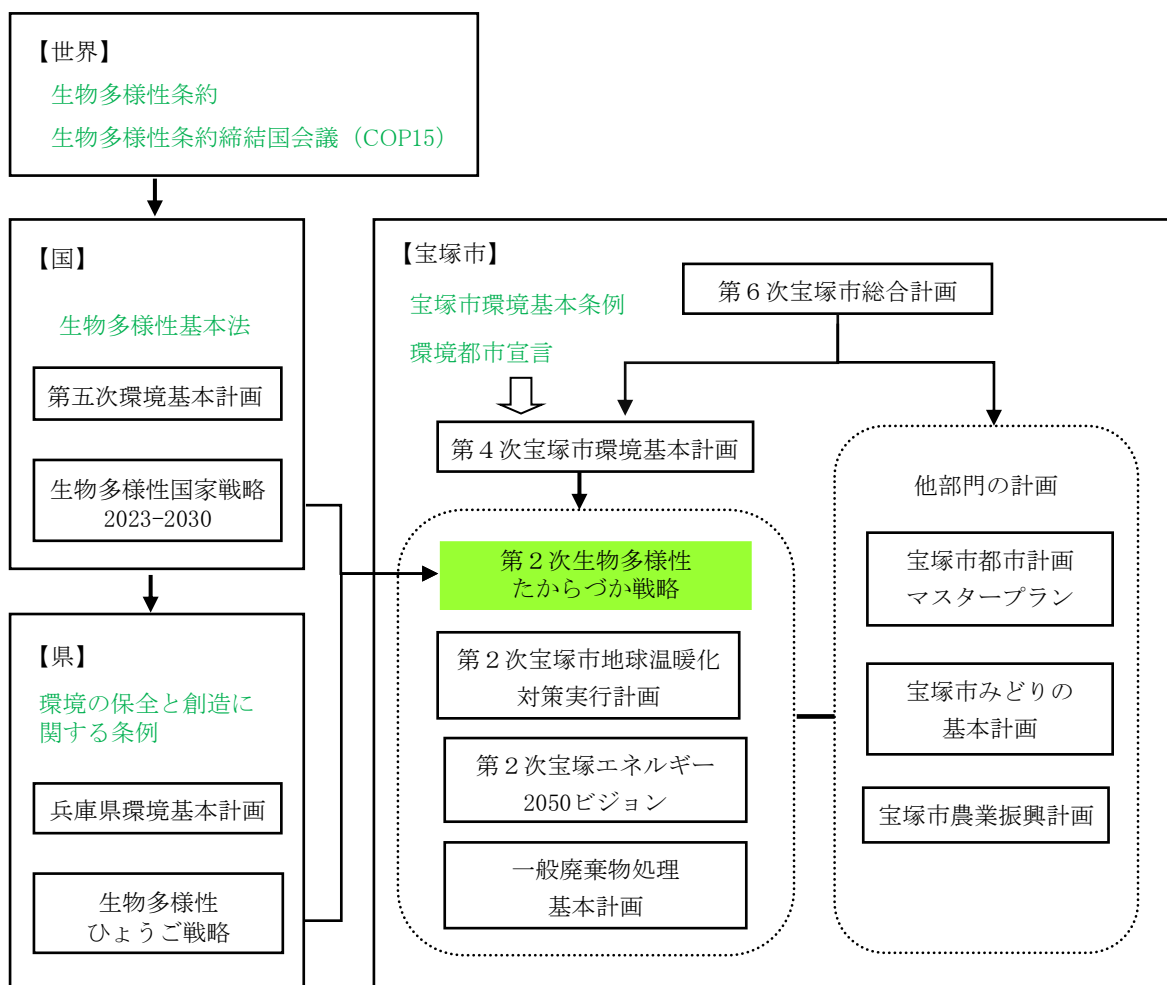 【世界】
生物多様性条約
生物多様性条約締結国会議（COP15）
【国】
生物多様性基本法
第五次環境基本計画
生物多様性国家戦略
2023-2030
【県】
環境の保全と創造に
関する条例
兵庫県環境基本計画
生物多様性
ひょうご戦略
【宝塚市】
第６次宝塚市総合計画
宝塚市環境基本条例
環境都市宣言
第４次宝塚市環境基本計画
第２次生物多様性
たからづか戦略
第２次宝塚市地球温暖化
対策実行計画
第２次宝塚エネルギー
2050ビジョン
一般廃棄物処理
基本計画
他部門の計画
宝塚市都市計画
マスタープラン
宝塚市みどりの
基本計画
宝塚市農業振興計画